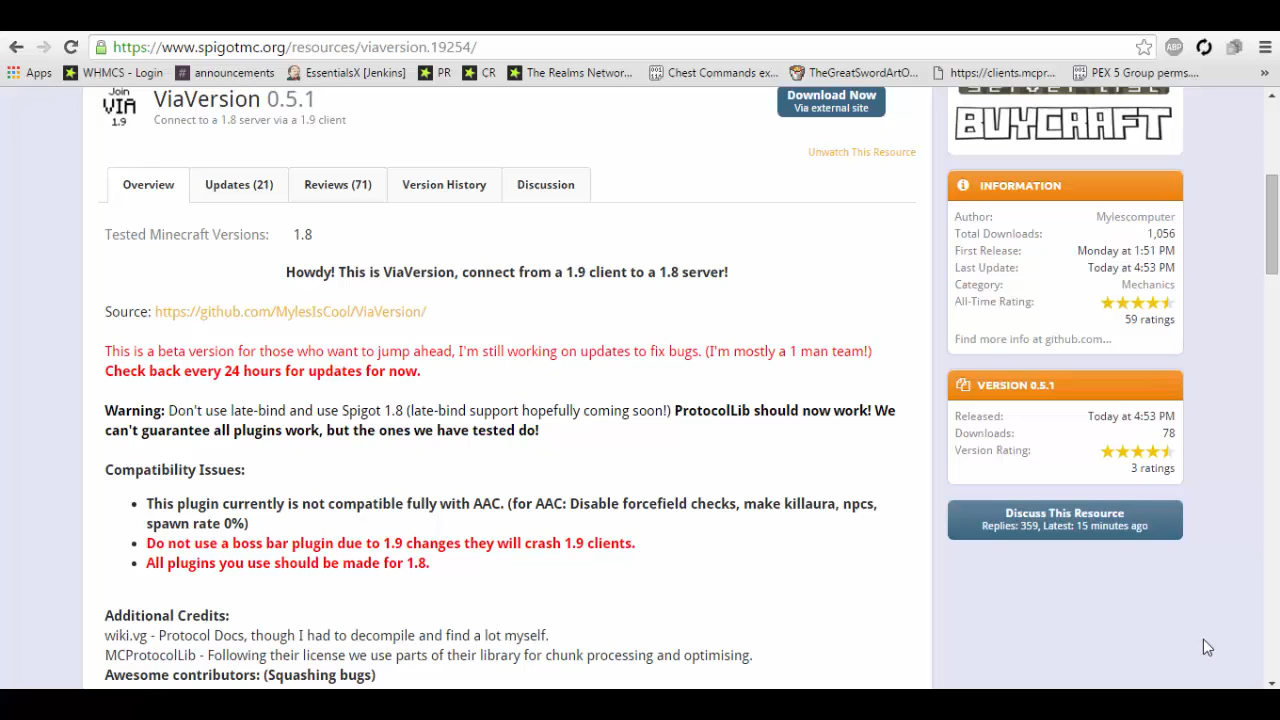 https://www.spigotmc.org/resources/viaversion.19254/
ABP
Apps WHMCS - Login announcements EssentialsX [Jenkins] PR CR The Realms Networ... Chest Commands ex... TheGreatSwordArtO... https://clients.mcpr... PEX 5 Group perms.... »
Join
VIA
1.9
ViaVersion 0.5.1
Connect to a 1.8 server via a 1.9 client
Download Now
Via external site
Unwatch This Resource
BUYCRAFT
Overview Updates (21) Reviews (71) Version History Discussion
Tested Minecraft Versions: 1.8
Howdy! This is ViaVersion, connect from a 1.9 client to a 1.8 server!
Source: https://github.com/MylesIsCool/ViaVersion/
This is a beta version for those who want to jump ahead, I'm still working on updates to fix bugs. (I'm mostly a 1 man team!)
Check back every 24 hours for updates for now.
Warning: Don't use late-bind and use Spigot 1.8 (late-bind support hopefully coming soon!) ProtocolLib should now work! We
can't guarantee all plugins work, but the ones we have tested do!
Compatibility Issues:
• This plugin currently is not compatible fully with AAC. (for AAC: Disable forcefield checks, make killaura, npcs,
spawn rate 0%)
• Do not use a boss bar plugin due to 1.9 changes they will crash 1.9 clients.
• All plugins you use should be made for 1.8.
Additional Credits:
wiki.vg - Protocol Docs, though I had to decompile and find a lot myself.
MCProtocolLib - Following their license we use parts of their library for chunk processing and optimising.
Awesome contributors: (Squashing bugs)
INFORMATION
Author: Mylescomputer
Total Downloads: 1,056
First Release: Monday at 1:51 PM
Last Update: Today at 4:53 PM
Category: Mechanics
All-Time Rating:
59 ratings
Find more info at github.com...
VERSION 0.5.1
Released: Today at 4:53 PM
Downloads: 78
Version Rating:
3 ratings
Discuss This Resource
Replies: 359, Latest: 15 minutes ago